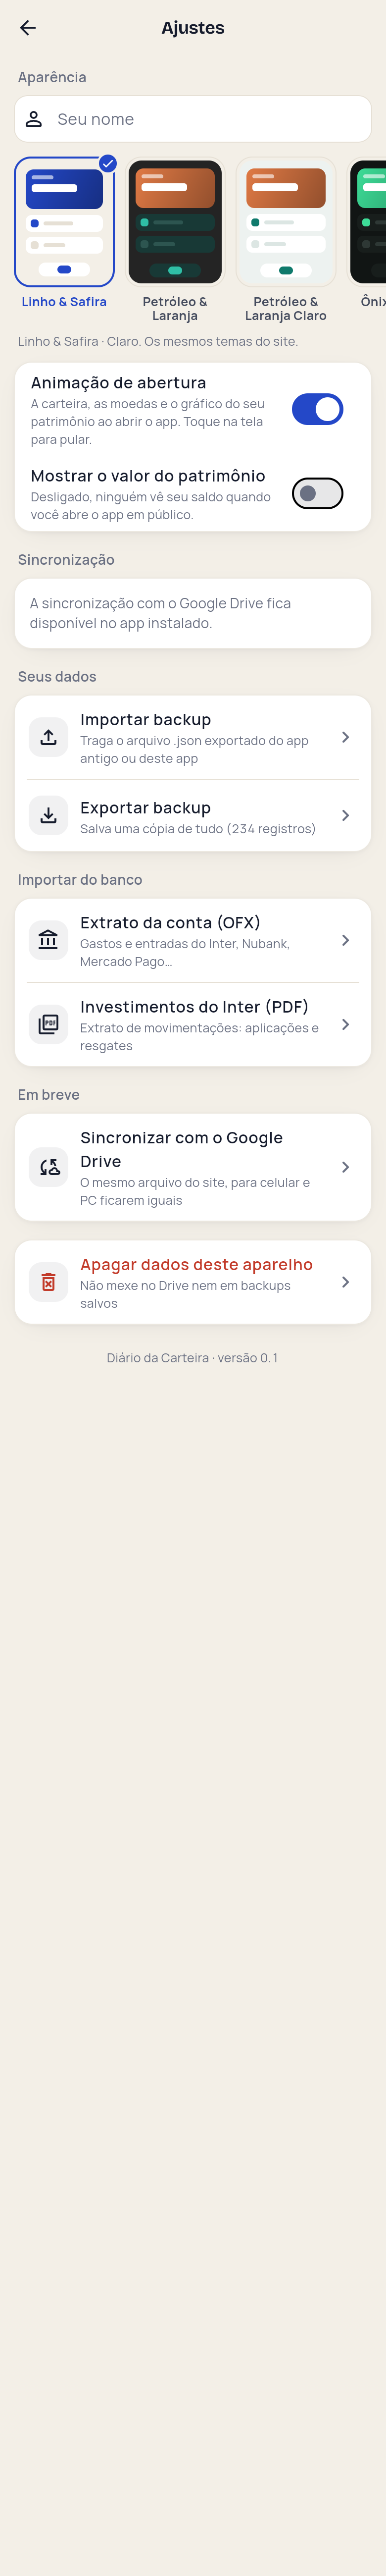 Ajustes
Aparência
Seu nome
Linho & Safira
Petróleo &
Laranja
Petróleo &
Laranja Claro
Linho & Safira · Claro. Os mesmos temas do site.
Animação de abertura
A carteira, as moedas e o gráfico do seu
patrimônio ao abrir o app. Toque na tela
para pular.
Mostrar o valor do patrimônio
Desligado, ninguém vê seu saldo quando
você abre o app em público.
Sincronização
A sincronização com o Google Drive fica
disponível no app instalado.
Seus dados
Importar backup
Traga o arquivo .json exportado do app
antigo ou deste app
Exportar backup
Salva uma cópia de tudo (234 registros)
Importar do banco
Extrato da conta (OFX)
Gastos e entradas do Inter, Nubank,
Mercado Pago…
PDF
Investimentos do Inter (PDF)
Extrato de movimentações: aplicações e
resgates
Em breve
Sincronizar com o Google
Drive
O mesmo arquivo do site, para celular e
PC ficarem iguais
Apagar dados deste aparelho
Não mexe no Drive nem em backups
salvos
Diário da Carteira · versão 0.1